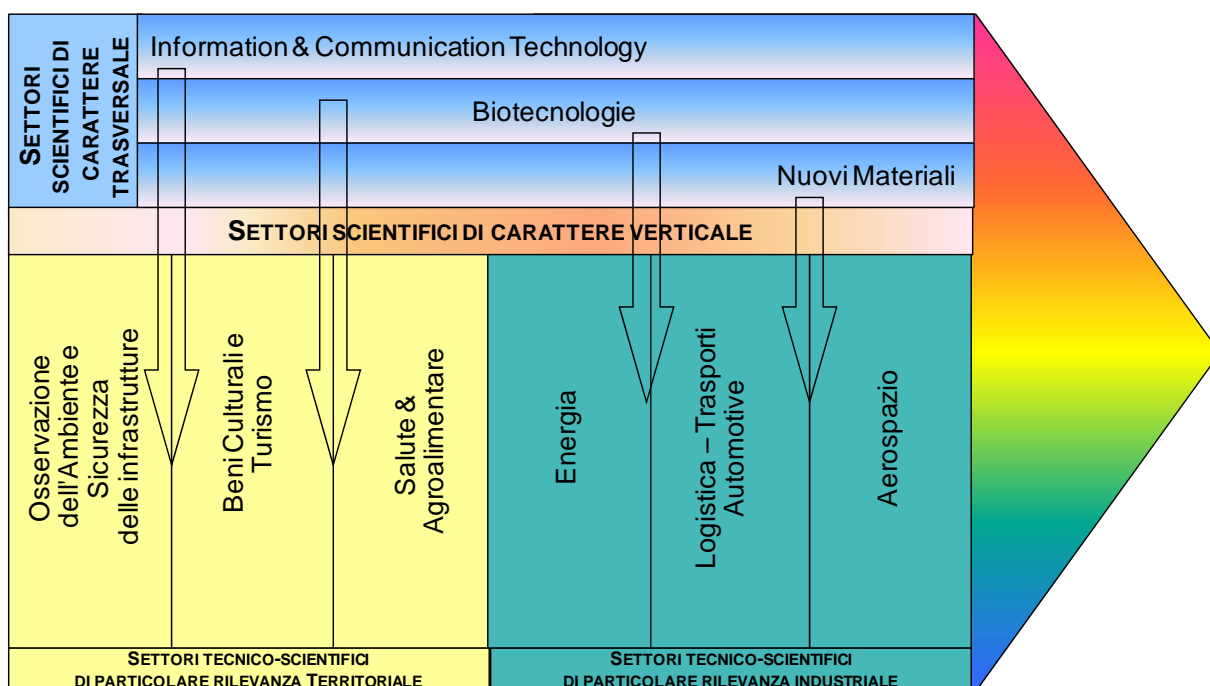 SETTORI
SCIENTIFICI DI
CARATTERE
TRASVERSALE
Information & Communication Technology
Biotecnologie
Nuovi Materiali
SETTORI SCIENTIFICI DI CARATTERE VERTICALE
Osservazione
dell'Ambiente e
Sicurezza
delle infrastrutture
Beni Culturali e
Turismo
Salute &
Agroalimentare
Energia
Logistica – Trasporti
Automotive
Aerospazio
SETTORI TECNICO-SCIENTIFICI
DI PARTICOLARE RILEVANZA TERRITORIALE
SETTORI TECNICO-SCIENTIFICI
DI PARTICOLARE RILEVANZA INDUSTRIALE